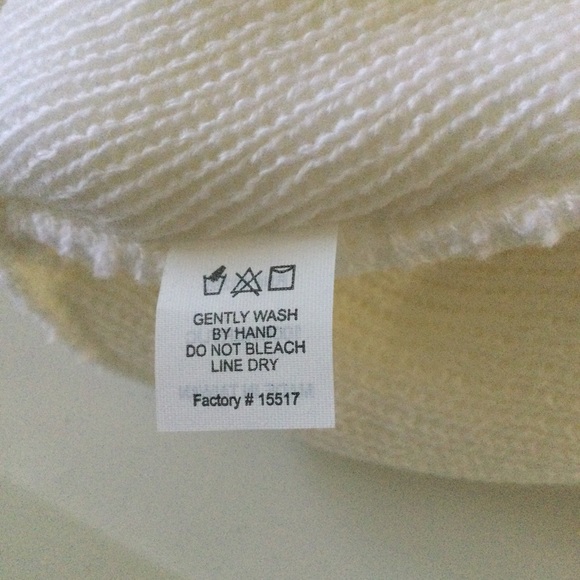 GENTLY WASH
BY HAND
DO NOT BLEACH
LINE DRY
Factory # 15517